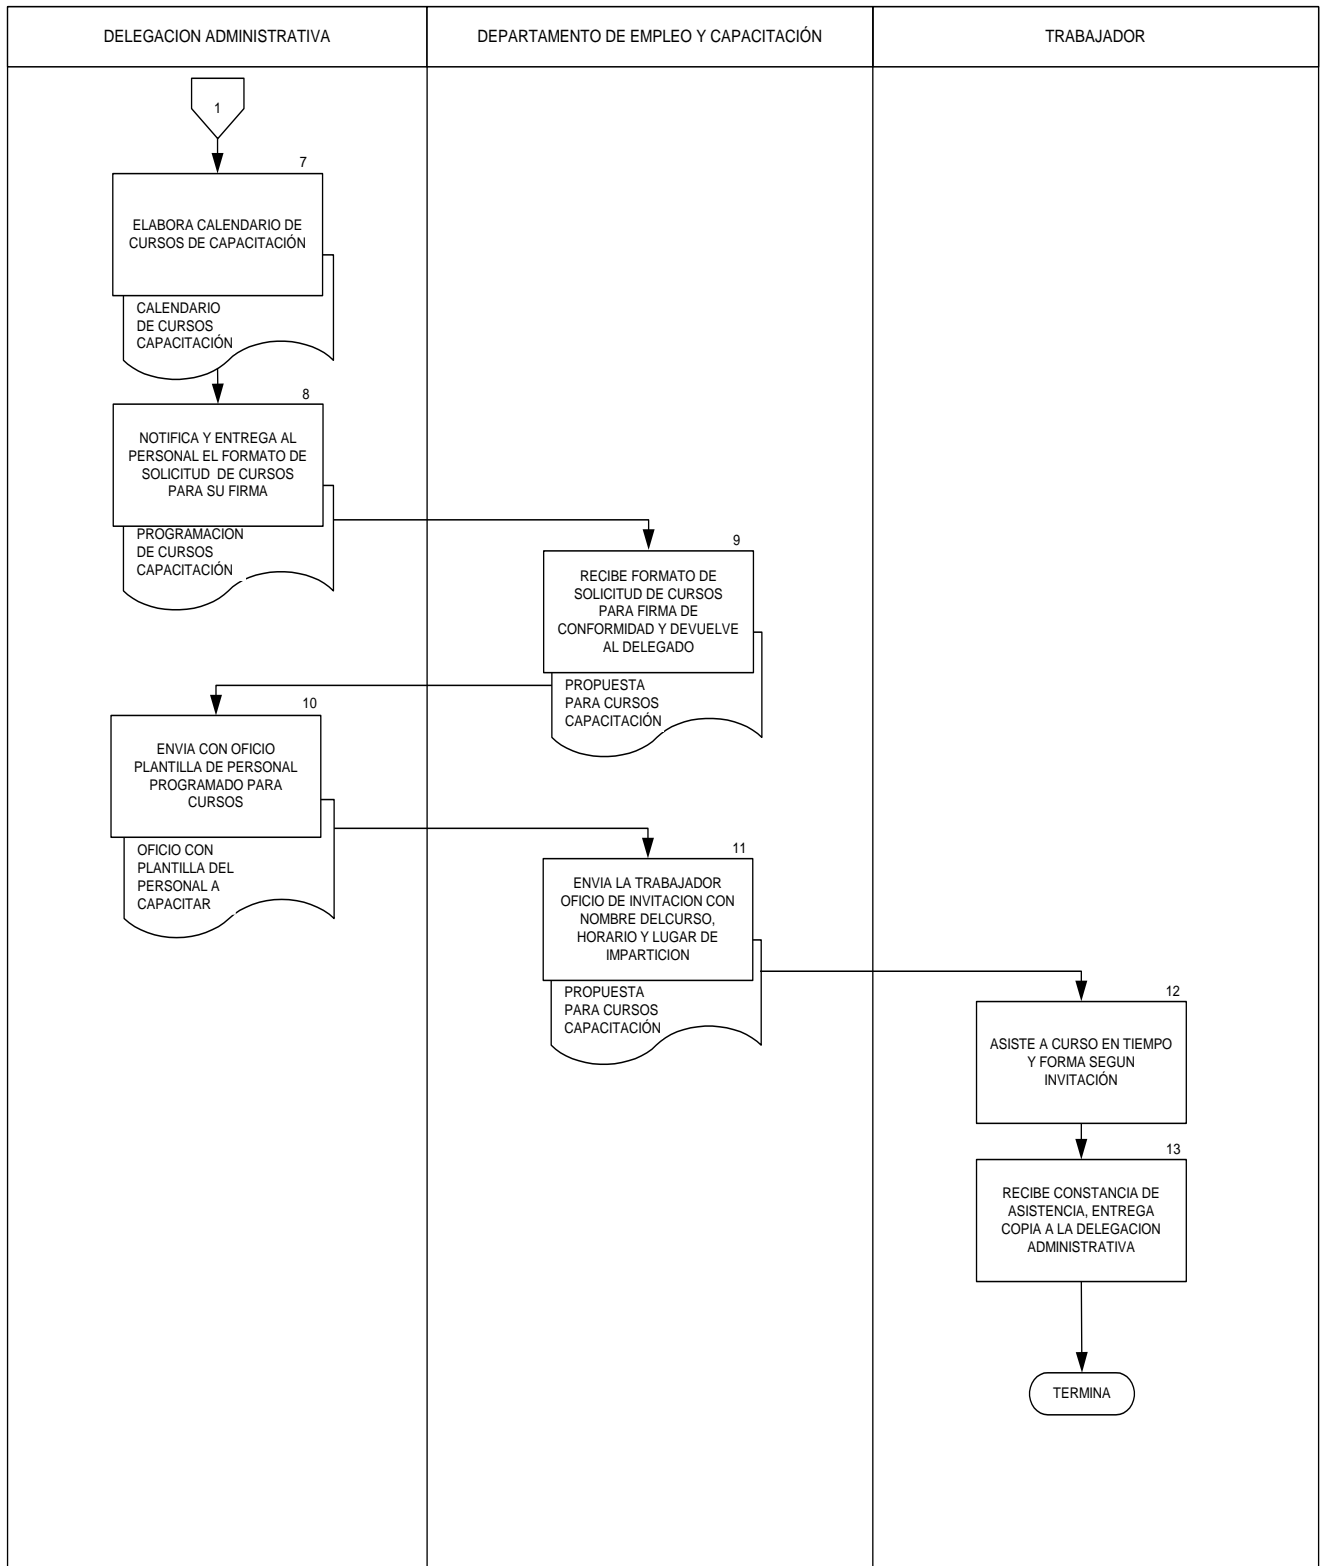 DELEGACION ADMINISTRATIVA
DEPARTAMENTO DE EMPLEO Y CAPACITACIÓN
TRABAJADOR
1
7
ELABORA CALENDARIO DE
CURSOS DE CAPACITACIÓN
CALENDARIO
DE CURSOS
CAPACITACIÓN
8
NOTIFICA Y ENTREGA AL
PERSONAL EL FORMATO DE
SOLICITUD DE CURSOS
PARA SU FIRMA
PROGRAMACION
DE CURSOS
CAPACITACIÓN
9
RECIBE FORMATO DE
SOLICITUD DE CURSOS
PARA FIRMA DE
CONFORMIDAD Y DEVUELVE
AL DELEGADO
PROPUESTA
PARA CURSOS
CAPACITACIÓN
10
ENVIA CON OFICIO
PLANTILLA DE PERSONAL
PROGRAMADO PARA
CURSOS
OFICIO CON
PLANTILLA DEL
PERSONAL A
CAPACITAR
11
ENVIA LA TRABAJADOR
OFICIO DE INVITACION CON
NOMBRE DELCURSO,
HORARIO Y LUGAR DE
IMPARTICION
PROPUESTA
PARA CURSOS
CAPACITACIÓN
12
ASISTE A CURSO EN TIEMPO
Y FORMA SEGUN
INVITACIÓN
13
RECIBE CONSTANCIA DE
ASISTENCIA, ENTREGA
COPIA A LA DELEGACION
ADMINISTRATIVA
TERMINA